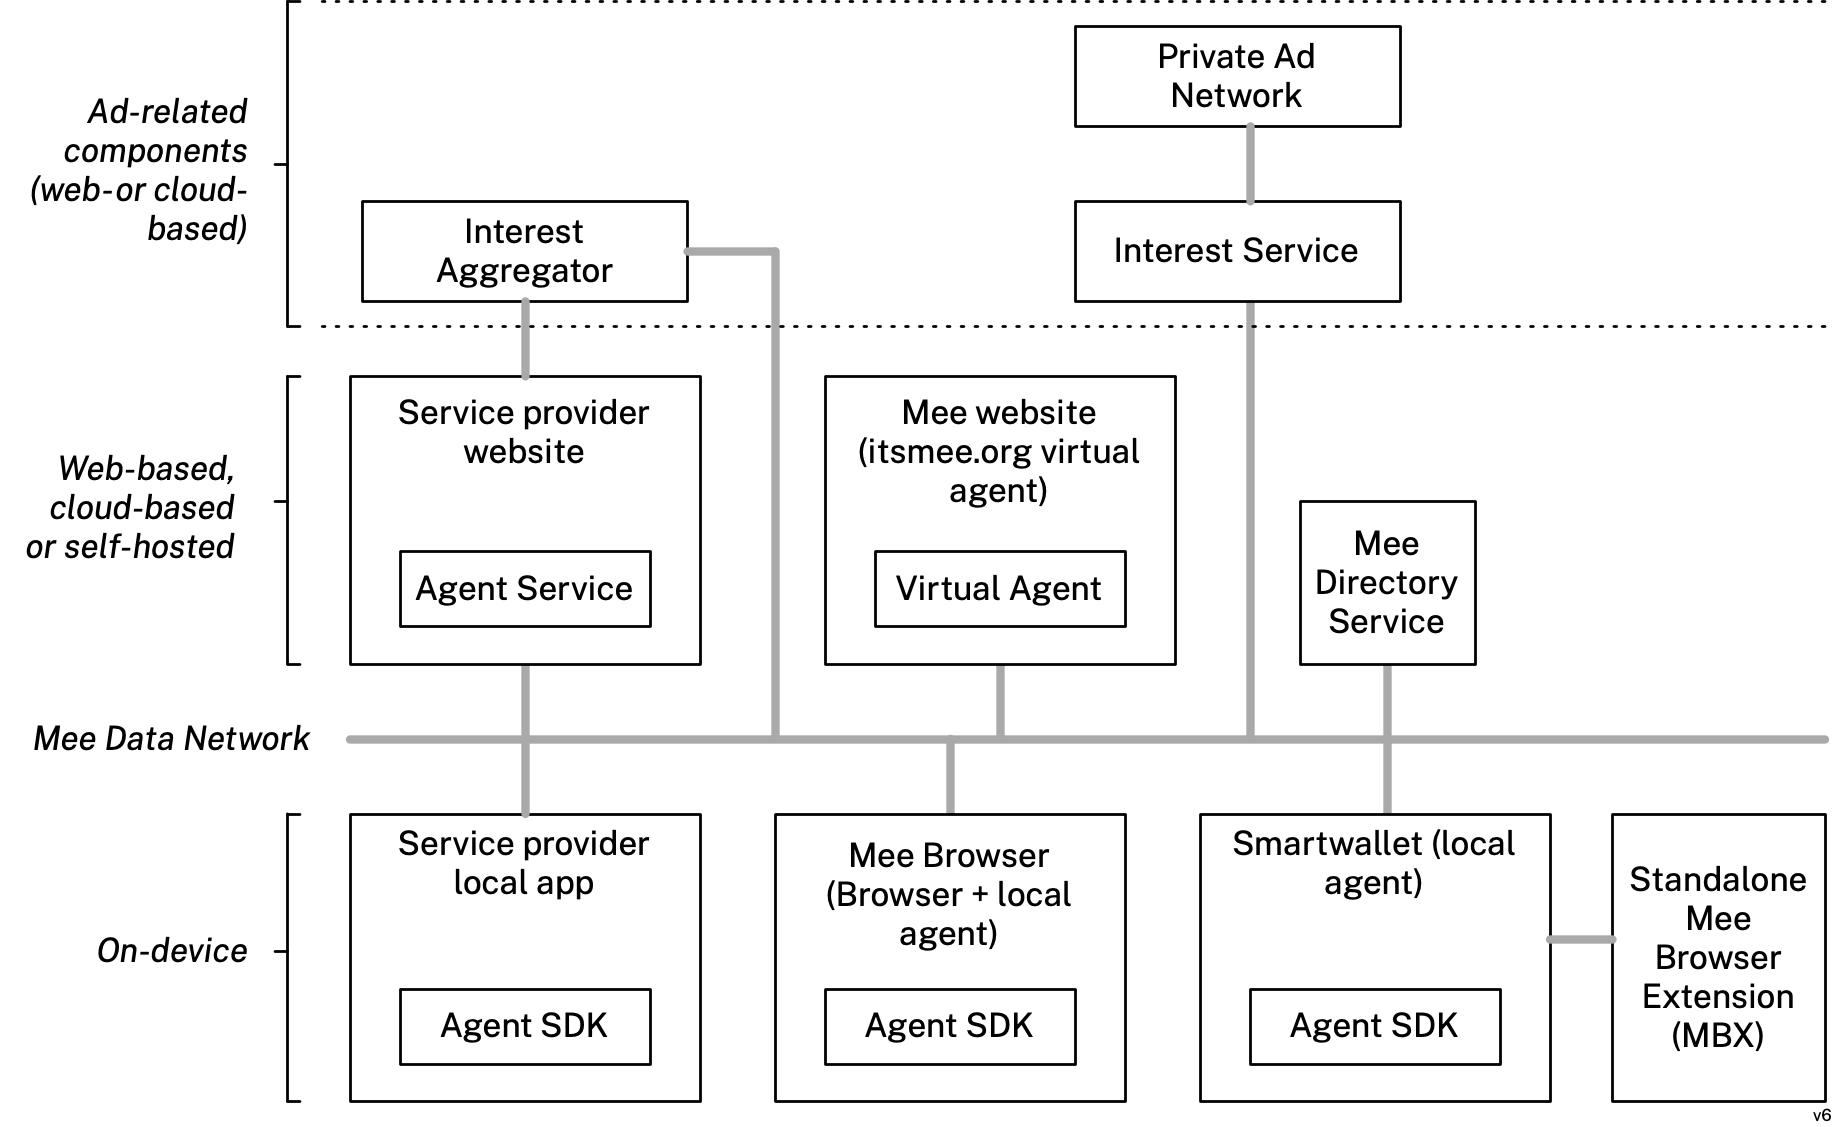 Private Ad
Network
Ad-related
components
(web-or cloud-
based)
Interest
Aggregator
Interest Service
Service provider
website
Mee website
(itsmee.org virtual
agent)
Web-based,
cloud-based
or self-hosted
Mee
Directory
Service
Agent Service
Virtual Agent
Mee Data Network
Service provider
local app
Mee Browser
(Browser + local
agent)
Smartwallet (local
agent)
Standalone
Mee
Browser
Extension
(MBX)
On-device
Agent SDK
Agent SDK
Agent SDK
v6